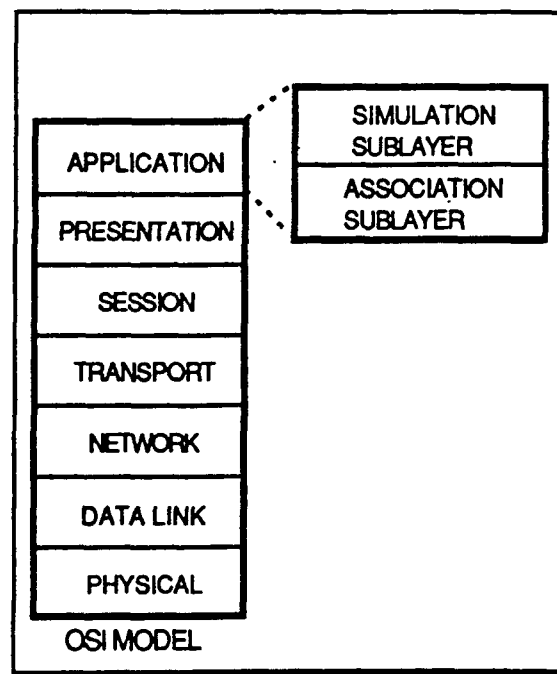 SIMULATION
SUBLAYER
ASSOCIATION
SUBLAYER
APPLICATION
PRESENTATION
SESSION
TRANSPORT
NETWORK
DATA LINK
PHYSICAL
OSI MODEL